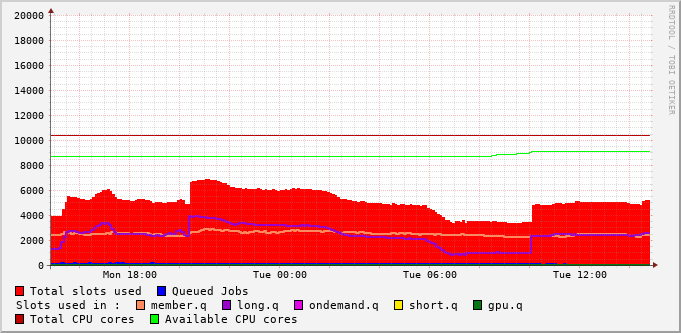 20000
18000
16000
14000
12000
10000
8000
6000
4000
2000
0
Mon 18:00 Tue 00:00 Tue 06:00 Tue 12:00
Total slots used Queued Jobs
Slots used in : member.q long.q ondemand.q short.q gpu.q
Total CPU cores Available CPU cores
RRDTOOL / TOBI OETIKER